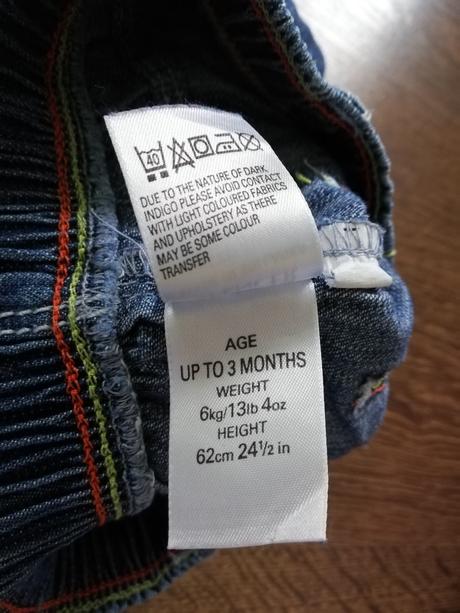 40
DUE TO THE NATURE OF DARK
INDIGO PLEASE AVOID CONTACT
WITH LIGHT COLOURED FABRICS
AND UPHOLSTERY AS THERE
MAY BE SOME COLOUR
TRANSFER
AGE
UP TO 3 MONTHS
WEIGHT
6kg/13lb 4oz
HEIGHT
62cm 24½ in